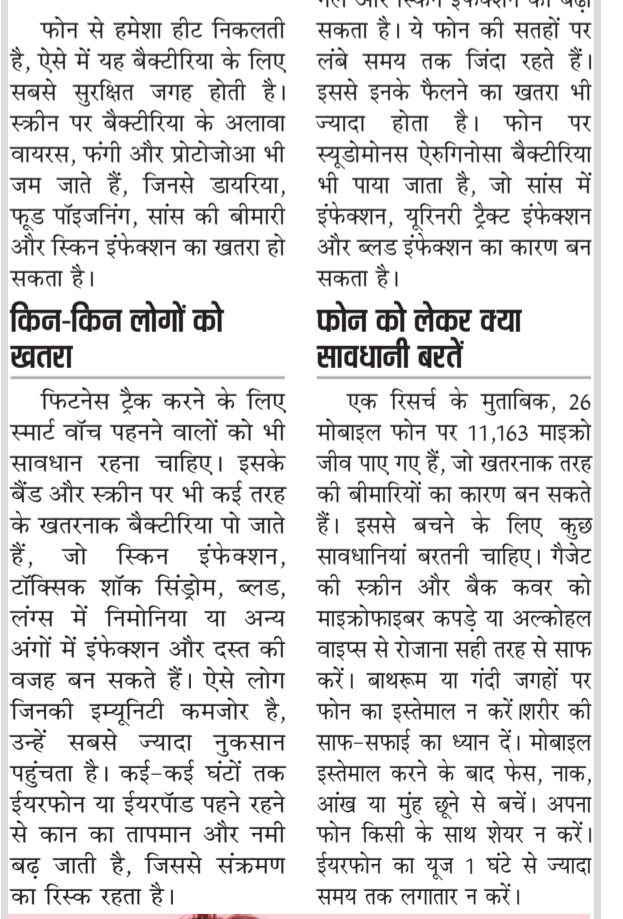 फोन से हमेशा हीट निकलती
है, ऐसे में यह बैक्टीरिया के लिए
सबसे सुरक्षित जगह होती है।
स्क्रीन पर बैक्टीरिया के अलावा
वायरस, फंगी और प्रोटोजोआ भी
जम जाते हैं, जिनसे डायरिया,
फूड पॉइजनिंग, सांस की बीमारी
और स्किन इंफेक्शन का खतरा हो
सकता है।
किन-किन लोगों को
खतरा
फिटनेस ट्रैक करने के लिए
स्मार्ट वॉच पहनने वालों को भी
सावधान रहना चाहिए। इसके
बैंड और स्क्रीन पर भी कई तरह
के खतरनाक बैक्टीरिया पो जाते
हैं, जो स्किन इंफेक्शन,
टॉक्सिक शॉक सिंड्रोम, ब्लड,
लंग्स में निमोनिया या अन्य
अंगों में इंफेक्शन और दस्त की
वजह बन सकते हैं। ऐसे लोग
जिनकी इम्यूनिटी कमजोर है,
उन्हें सबसे ज्यादा नुकसान
पहुंचता है। कई-कई घंटों तक
ईयरफोन या ईयरपॉड पहने रहने
से कान का तापमान और नमी
बढ़ जाती है, जिससे संक्रमण
का रिस्क रहता है।
सकता है। ये फोन की सतहों पर
लंबे समय तक जिंदा रहते हैं।
इससे इनके फैलने का खतरा भी
ज्यादा होता है। फोन पर
स्यूडोमोनस ऐरुगिनोसा बैक्टीरिया
भी पाया जाता है, जो सांस में
इंफेक्शन, यूरिनरी ट्रैक्ट इंफेक्शन
और ब्लड इंफेक्शन का कारण बन
सकता है।
फोन को लेकर क्या
सावधानी बरतें
एक रिसर्च के मुताबिक, 26
मोबाइल फोन पर 11,163 माइक्रो
जीव पाए गए हैं, जो खतरनाक तरह
की बीमारियों का कारण बन सकते
हैं। इससे बचने के लिए कुछ
सावधानियां बरतनी चाहिए। गैजेट
की स्क्रीन और बैक कवर को
माइक्रोफाइबर कपड़े या अल्कोहल
वाइप्स से रोजाना सही तरह से साफ
करें। बाथरूम या गंदी जगहों पर
फोन का इस्तेमाल न करें।शरीर की
साफ-सफाई का ध्यान दें। मोबाइल
इस्तेमाल करने के बाद फेस, नाक,
आंख या मुंह छूने से बचें। अपना
फोन किसी के साथ शेयर न करें।
ईयरफोन का यूज 1 घंटे से ज्यादा
समय तक लगातार न करें।